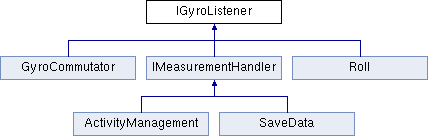 IGyroListener
GyroCommutator
IMeasurementHandler
Roll
ActivityManagement
SaveData